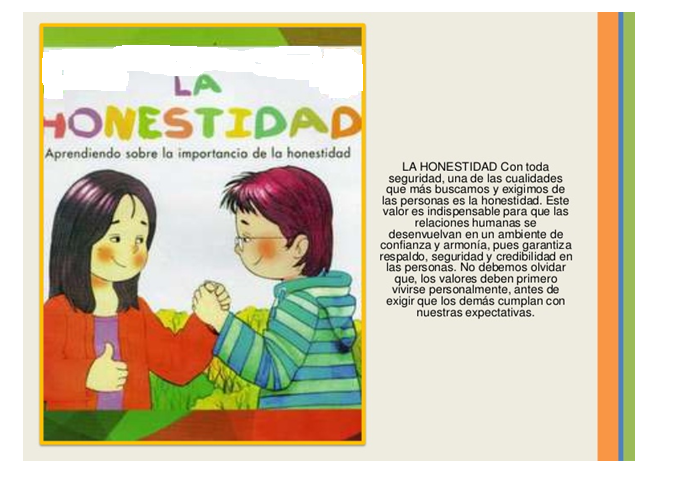 LA
HONESTIDAD
Aprendiendo sobre la importancia de la honestidad
LA HONESTIDAD Con toda
seguridad, una de las cualidades
que más buscamos y exigimos de
las personas es la honestidad. Este
valor es indispensable para que las
relaciones humanas se
desenvuelvan en un ambiente de
confianza y armonía, pues garantiza
respaldo, seguridad y credibilidad en
las personas. No debemos olvidar
que, los valores deben primero
vivirse personalmente, antes de
exigir que los demás cumplan con
nuestras expectativas.